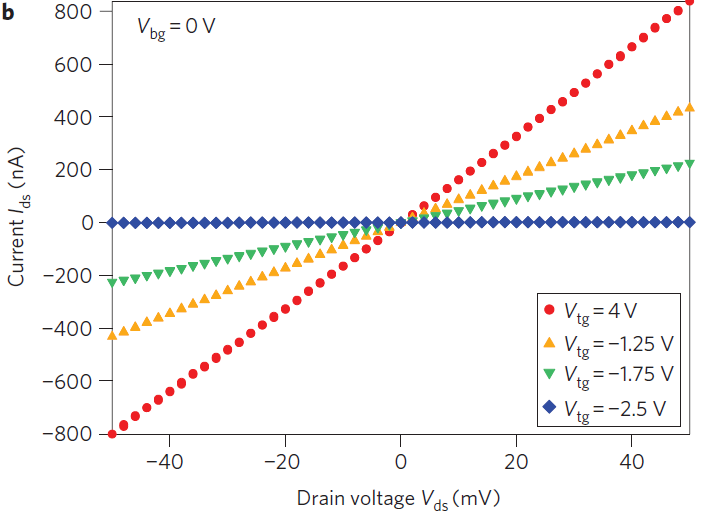 b
V_bg = 0 V
800
600
400
200
0
−200
−400
−600
−800
Current I_ds (nA)
−40
−20
0
20
40
Drain voltage V_ds (mV)
V_tg = 4 V
V_tg = −1.25 V
V_tg = −1.75 V
V_tg = −2.5 V